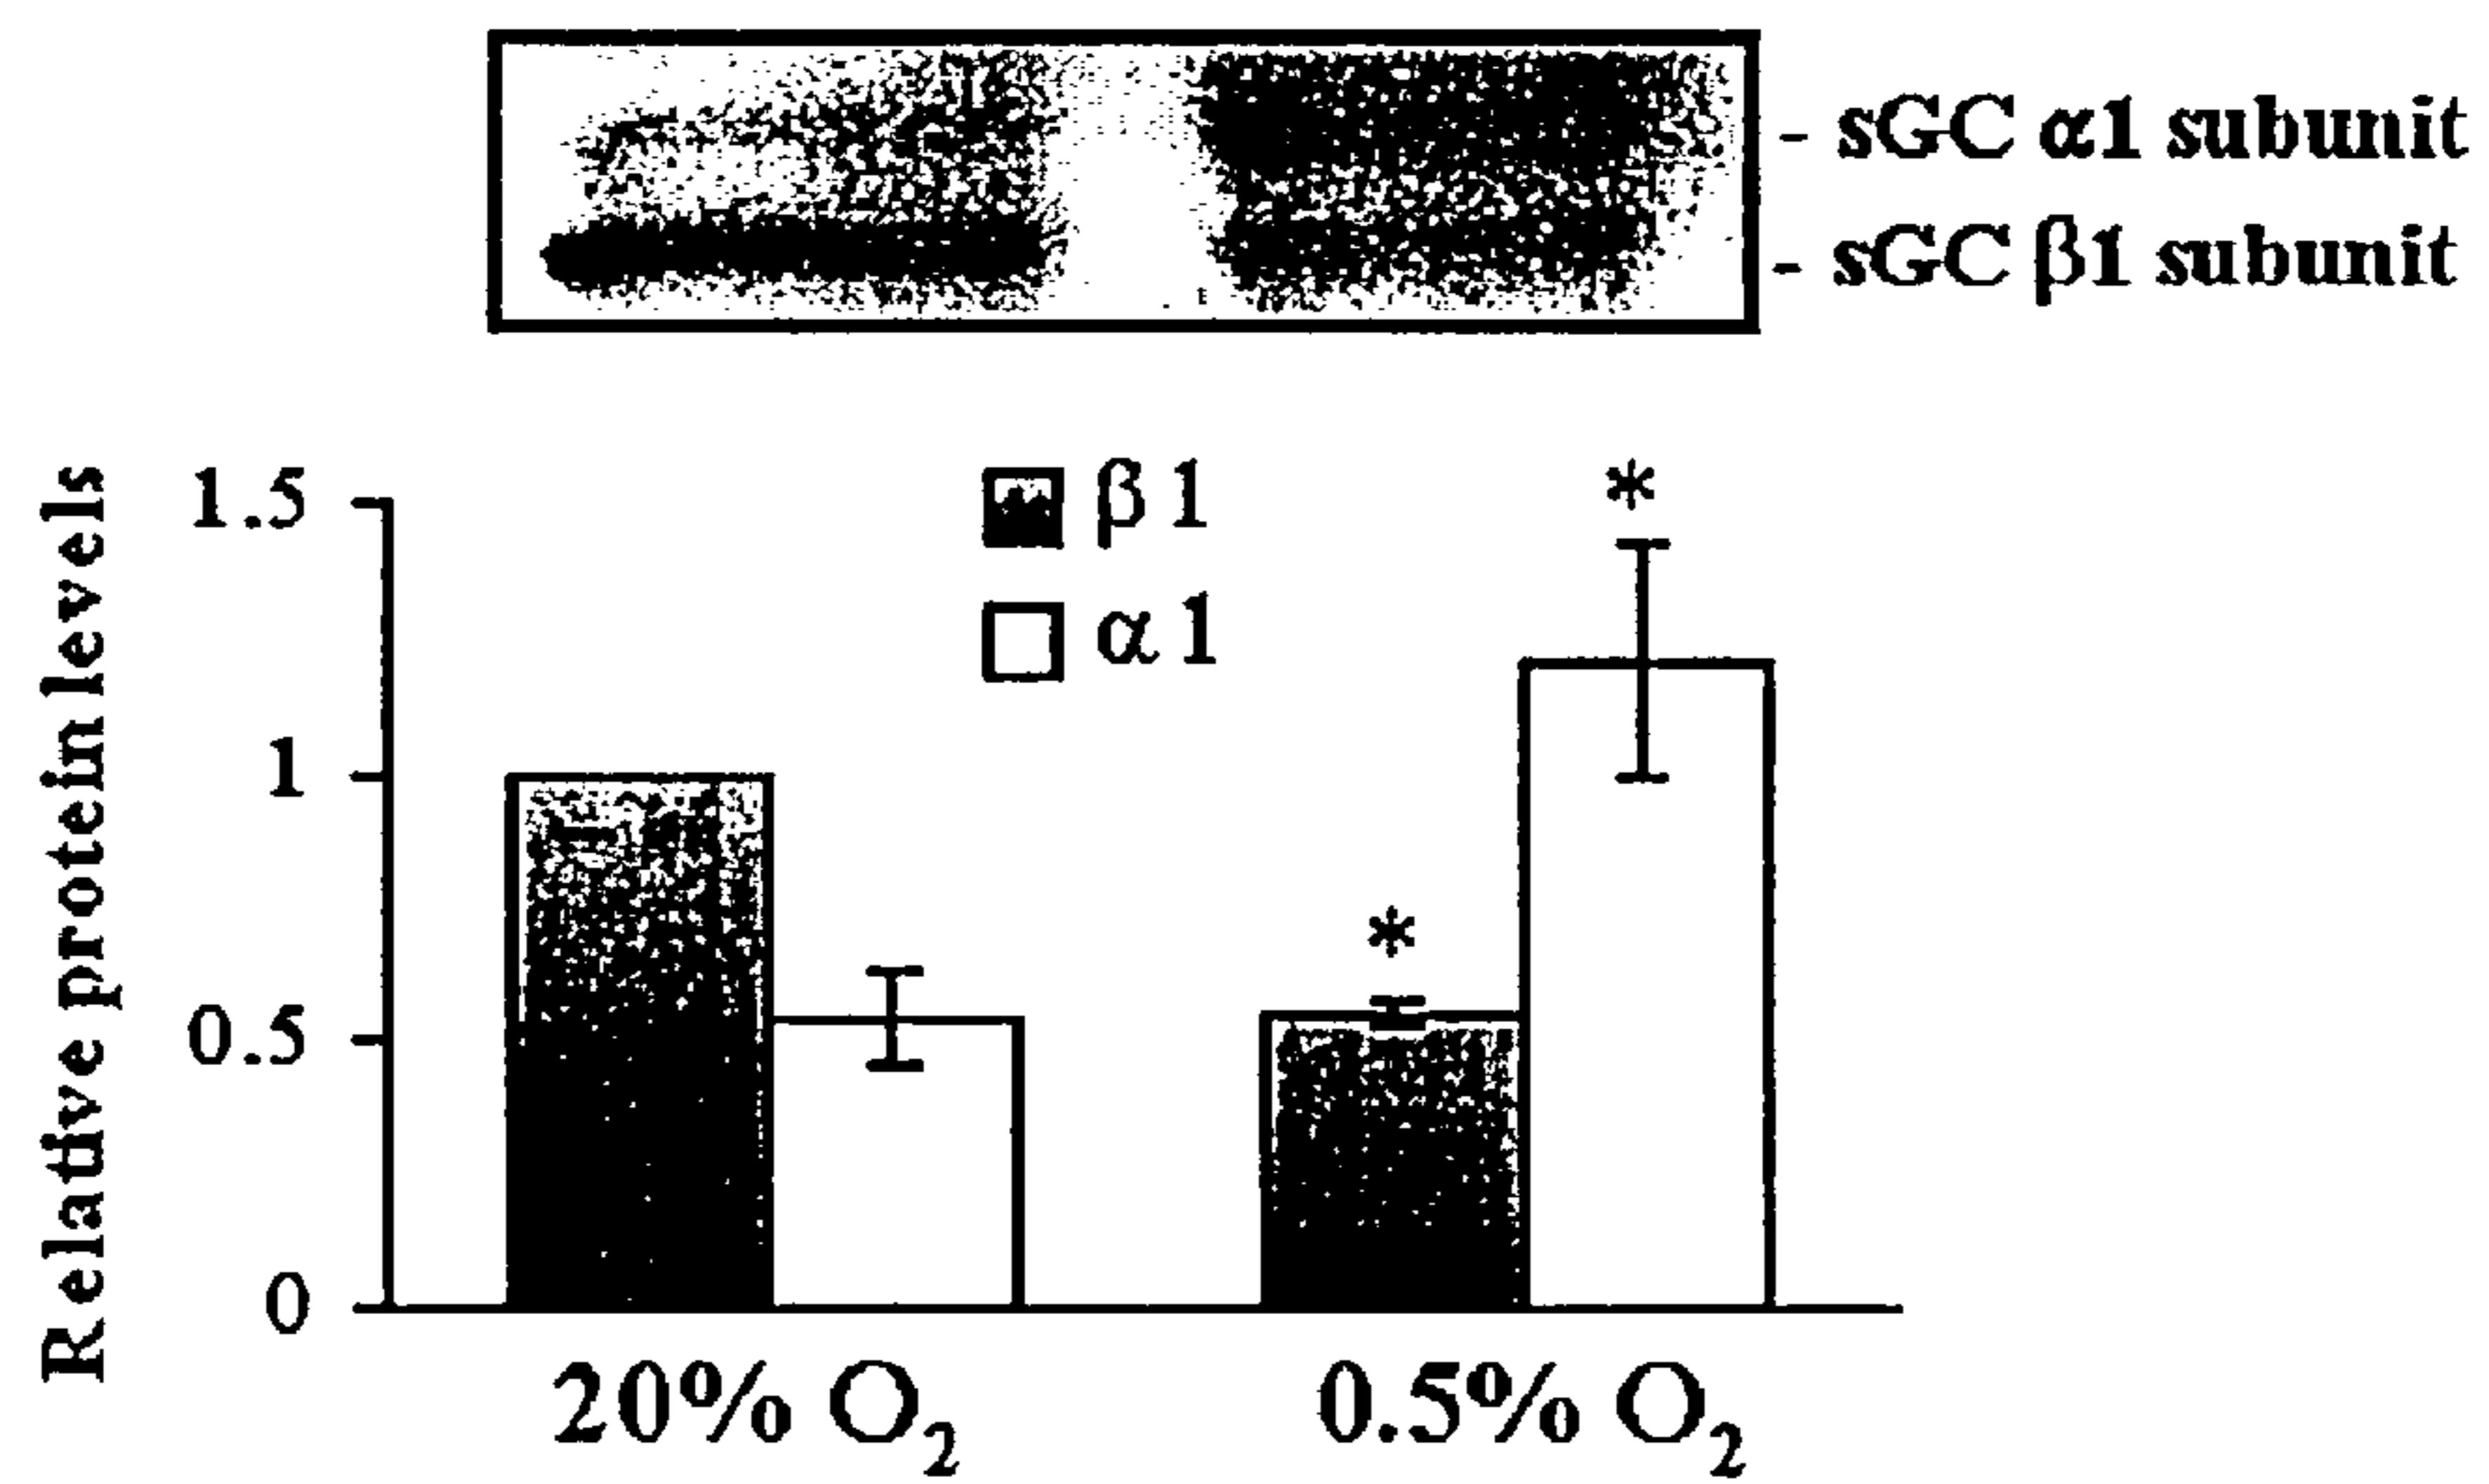 - sGC α1 subunit
- sGC β1 subunit
Relative protein levels
1.5
1
0.5
0
β1
α1
*
*
20% O₂
0.5% O₂